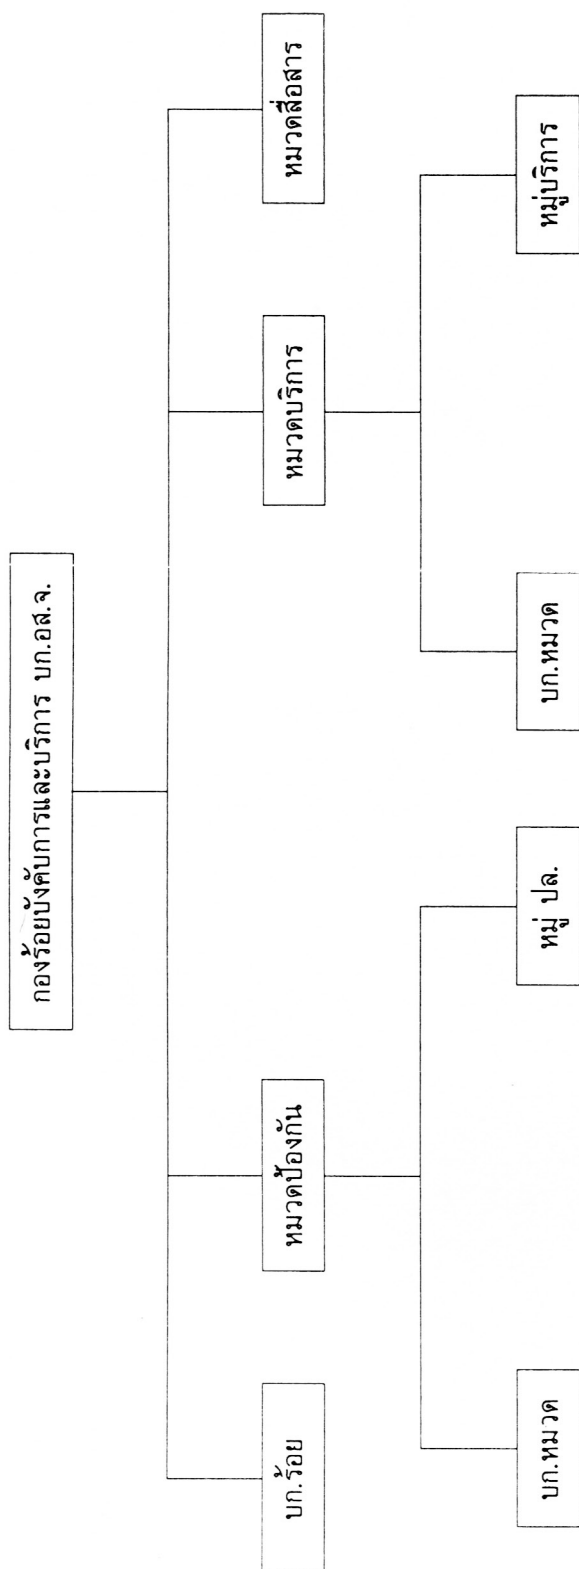 กองร้อยบังคับการและบริการ บก.อส.จ.
บก.ร้อย
หมวดป้องกัน
หมวดบริการ
หมวดสื่อสาร
บก.หมวด
หมู่ ปล.
บก.หมวด
หมู่บริการ